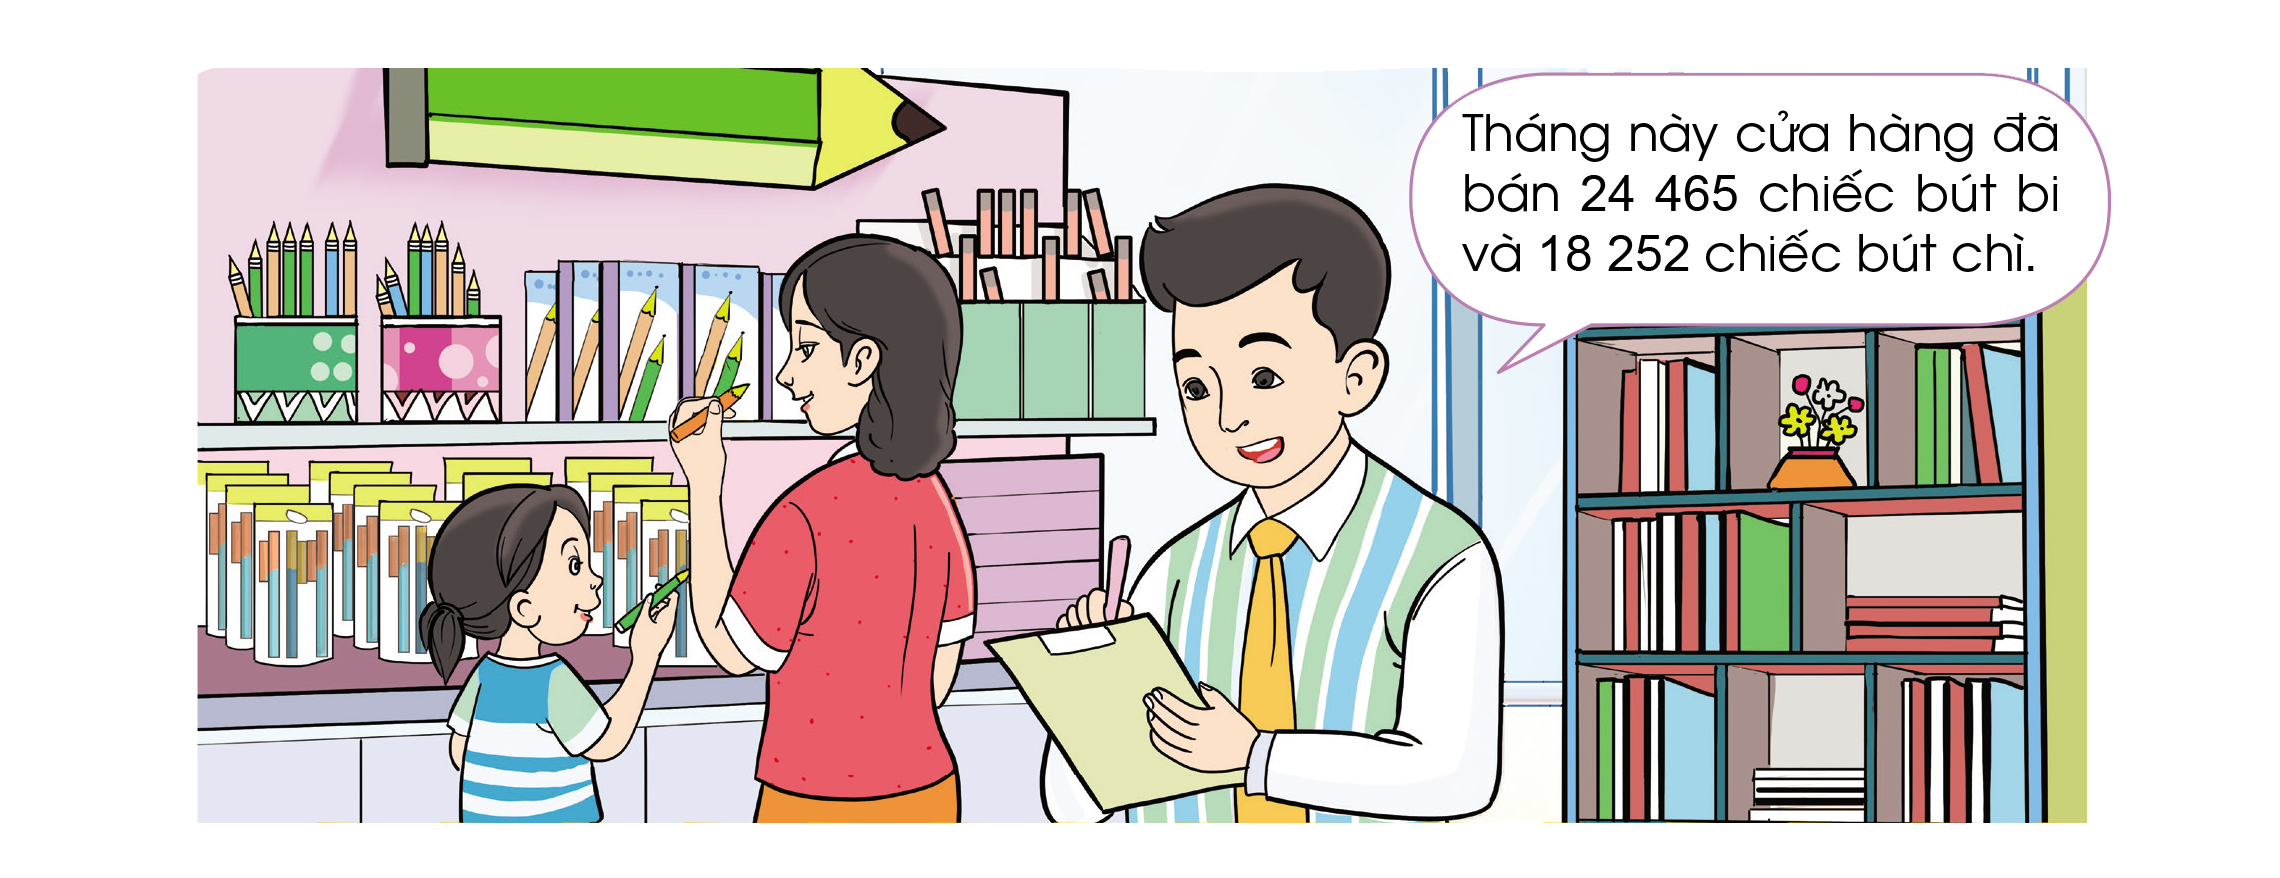 Tháng này cửa hàng đã
bán 24 465 chiếc bút bi
và 18 252 chiếc bút chì.